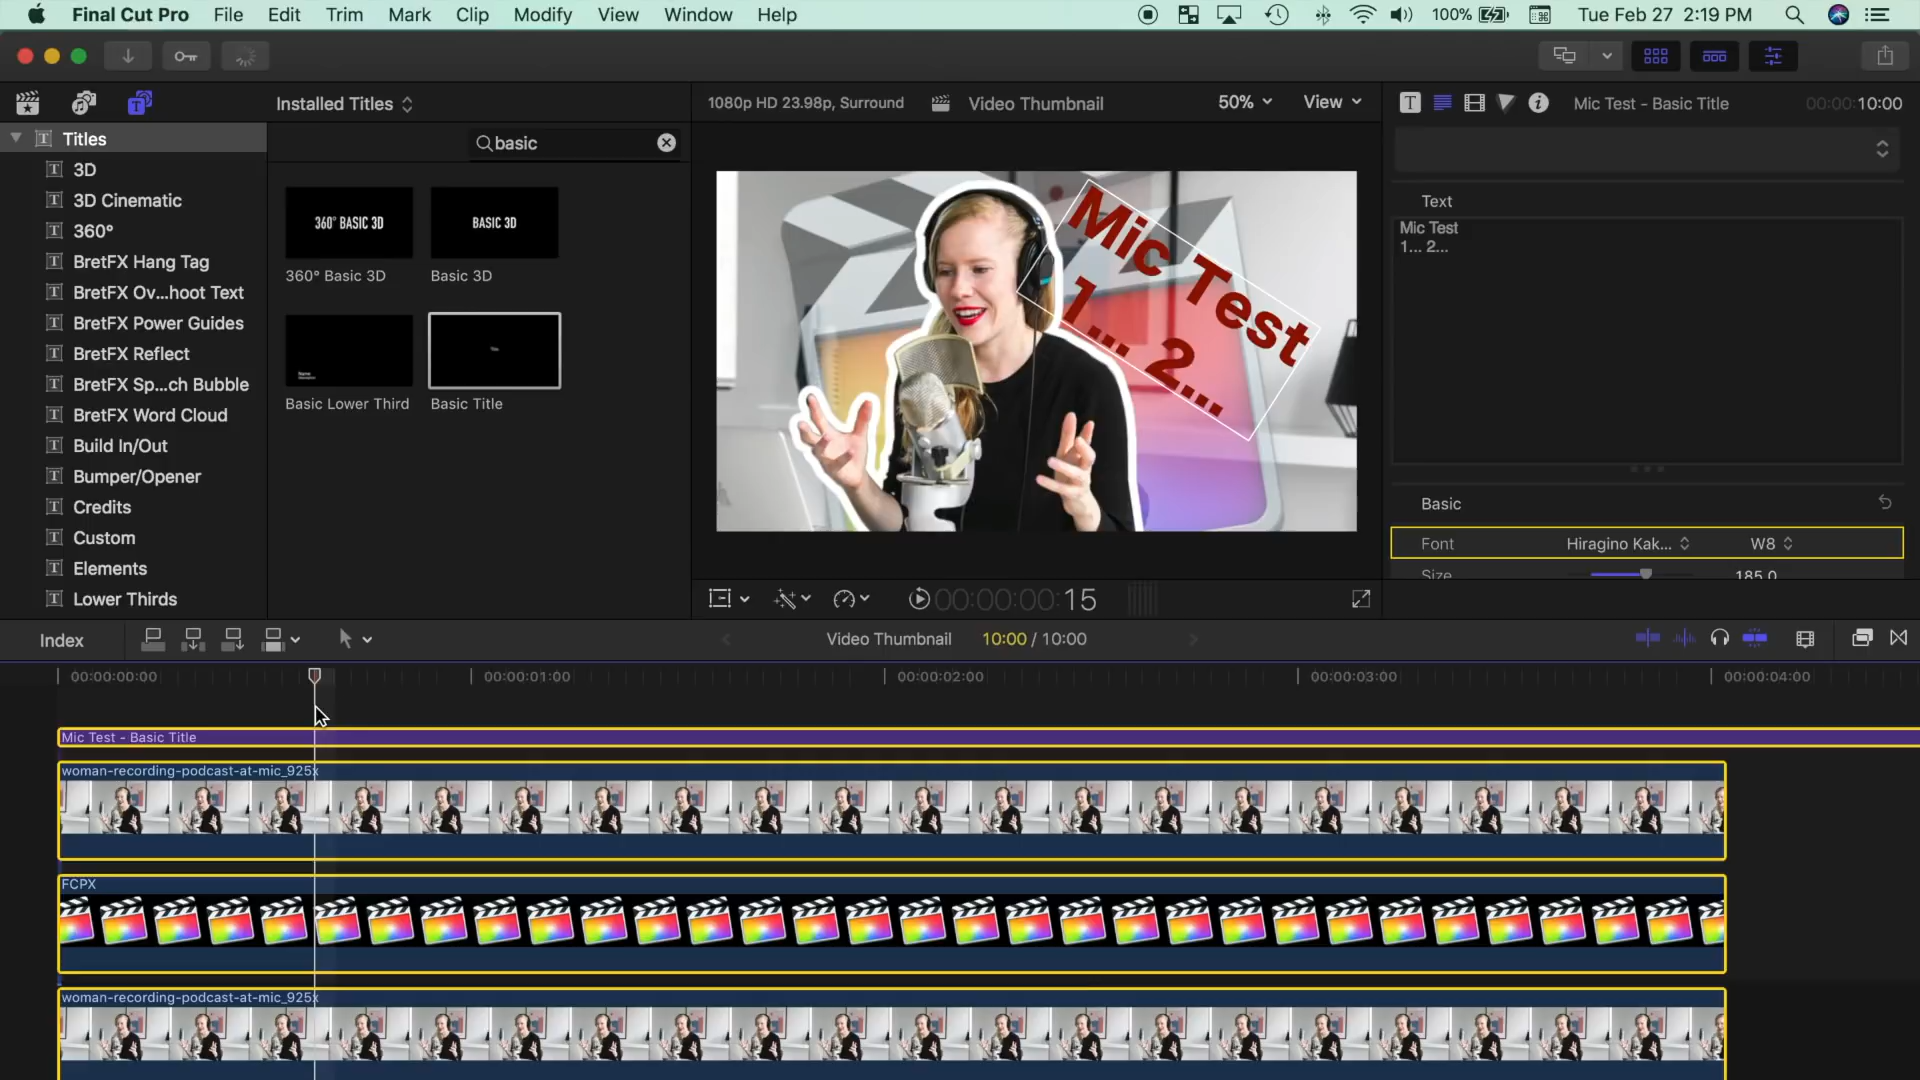 Final Cut Pro File Edit Trim Mark Clip Modify View Window Help 100% Tue Feb 27 2:19 PM
Installed Titles
1080p HD 23.98p, Surround Video Thumbnail 50% View
Mic Test - Basic Title 00:00:10:00
Titles
basic
3D
3D Cinematic
360°
BretFX Hang Tag
BretFX Ov...hoot Text
BretFX Power Guides
BretFX Reflect
BretFX Sp...ch Bubble
BretFX Word Cloud
Build In/Out
Bumper/Opener
Credits
Custom
Elements
Lower Thirds
360° BASIC 3D
BASIC 3D
360° Basic 3D
Basic 3D
Basic Lower Third
Basic Title
Mic Test
1... 2...
Text
Mic Test
1... 2...
Basic
Font Hiragino Kak... W8
Size 185.0
00:00:00:15
Index
Video Thumbnail 10:00 / 10:00
00:00:00:00 00:00:01:00 00:00:02:00 00:00:03:00 00:00:04:00
Mic Test - Basic Title
woman-recording-podcast-at-mic_925x
FCPX
woman-recording-podcast-at-mic_925x